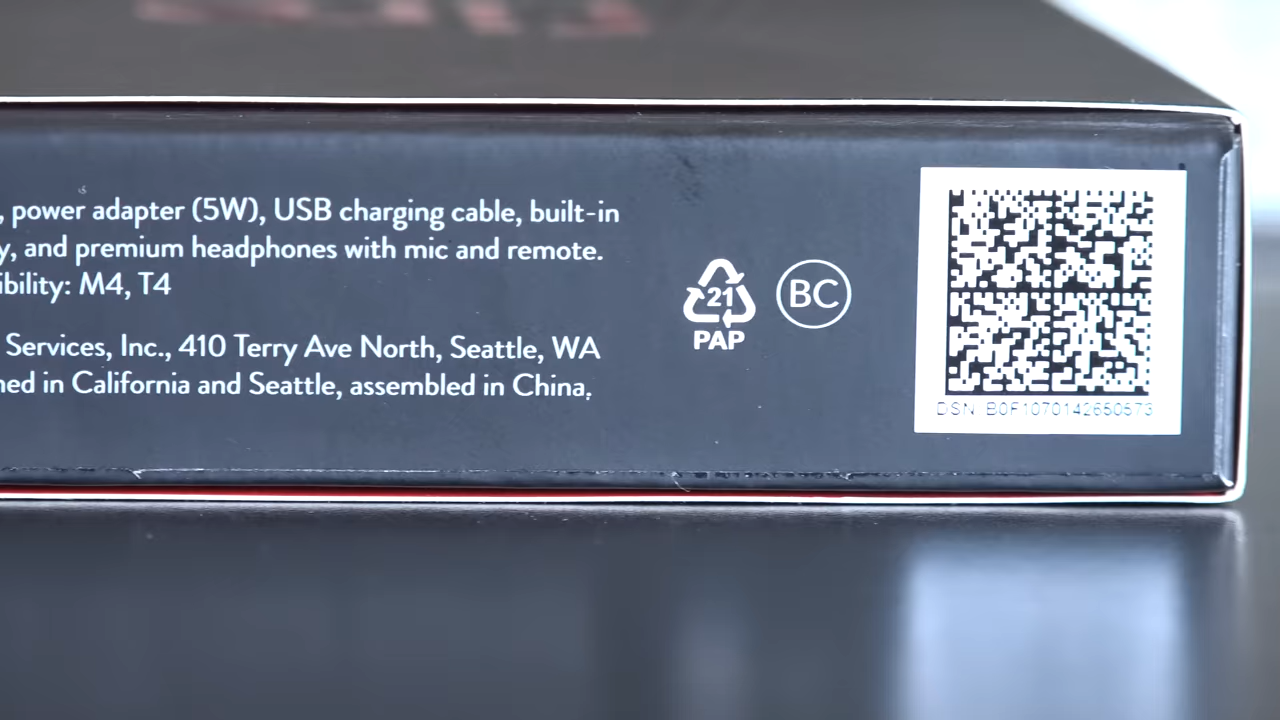 , power adapter (5W), USB charging cable, built-in
y, and premium headphones with mic and remote.
ibility: M4, T4
Services, Inc., 410 Terry Ave North, Seattle, WA
ned in California and Seattle, assembled in China.
21
PAP
BC
DSN B0F1070142650573